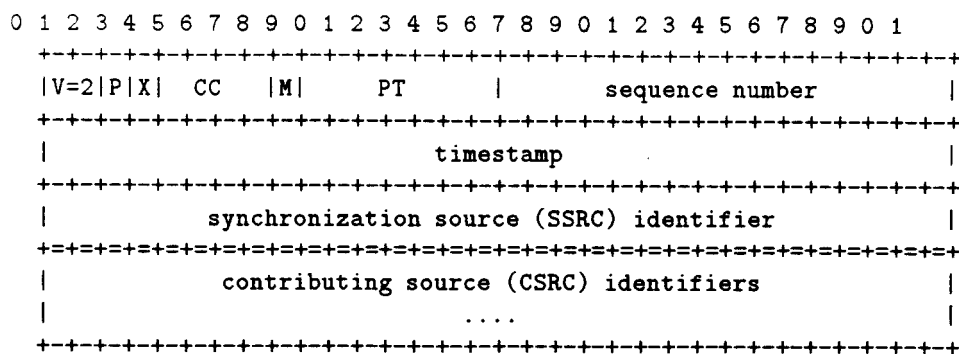 0 1 2 3 4 5 6 7 8 9 0 1 2 3 4 5 6 7 8 9 0 1 2 3 4 5 6 7 8 9 0 1
+-+-+-+-+-+-+-+-+-+-+-+-+-+-+-+-+-+-+-+-+-+-+-+-+-+-+-+-+-+-+-+-+
|V=2|P|X|  CC   |M|     PT      |       sequence number         |
+-+-+-+-+-+-+-+-+-+-+-+-+-+-+-+-+-+-+-+-+-+-+-+-+-+-+-+-+-+-+-+-+
|                           timestamp                           |
+-+-+-+-+-+-+-+-+-+-+-+-+-+-+-+-+-+-+-+-+-+-+-+-+-+-+-+-+-+-+-+-+
|           synchronization source (SSRC) identifier            |
+=+=+=+=+=+=+=+=+=+=+=+=+=+=+=+=+=+=+=+=+=+=+=+=+=+=+=+=+=+=+=+=+
|            contributing source (CSRC) identifiers             |
|                             ....                              |
+-+-+-+-+-+-+-+-+-+-+-+-+-+-+-+-+-+-+-+-+-+-+-+-+-+-+-+-+-+-+-+-+